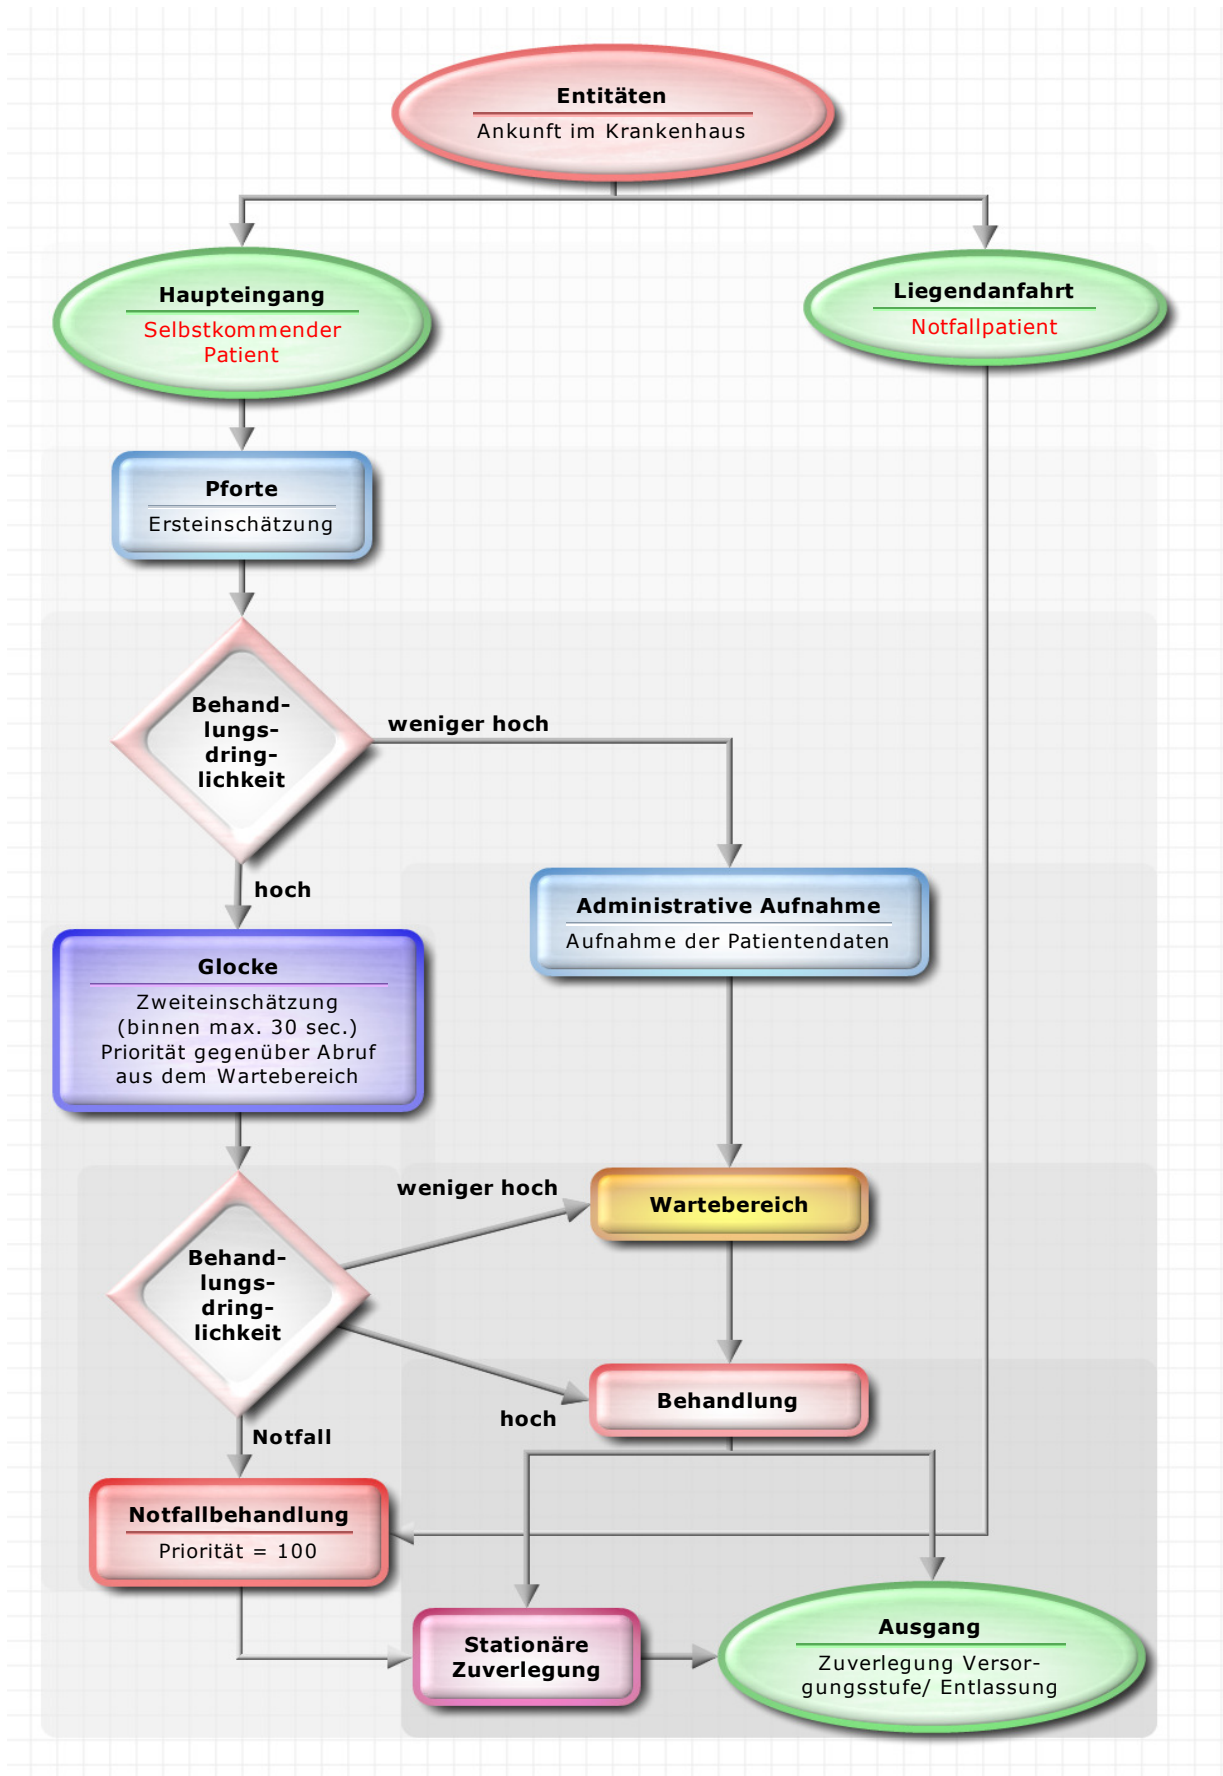 Entitäten
Ankunft im Krankenhaus
Haupteingang
Selbstkommender
Patient
Liegendanfahrt
Notfallpatient
Pforte
Ersteinschätzung
Behand-
lungs-
dring-
lichkeit
weniger hoch
hoch
Administrative Aufnahme
Aufnahme der Patientendaten
Glocke
Zweiteinschätzung
(binnen max. 30 sec.)
Priorität gegenüber Abruf
aus dem Wartebereich
Behand-
lungs-
dring-
lichkeit
weniger hoch
Wartebereich
hoch
Behandlung
Notfall
Notfallbehandlung
Priorität = 100
Stationäre
Zuverlegung
Ausgang
Zuverlegung Versor-
gungsstufe/ Entlassung